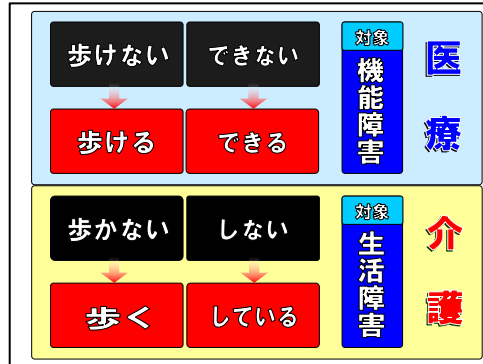 歩けない
できない
対象
機能障害
医療
歩ける
できる
歩かない
しない
対象
生活障害
介護
歩く
している